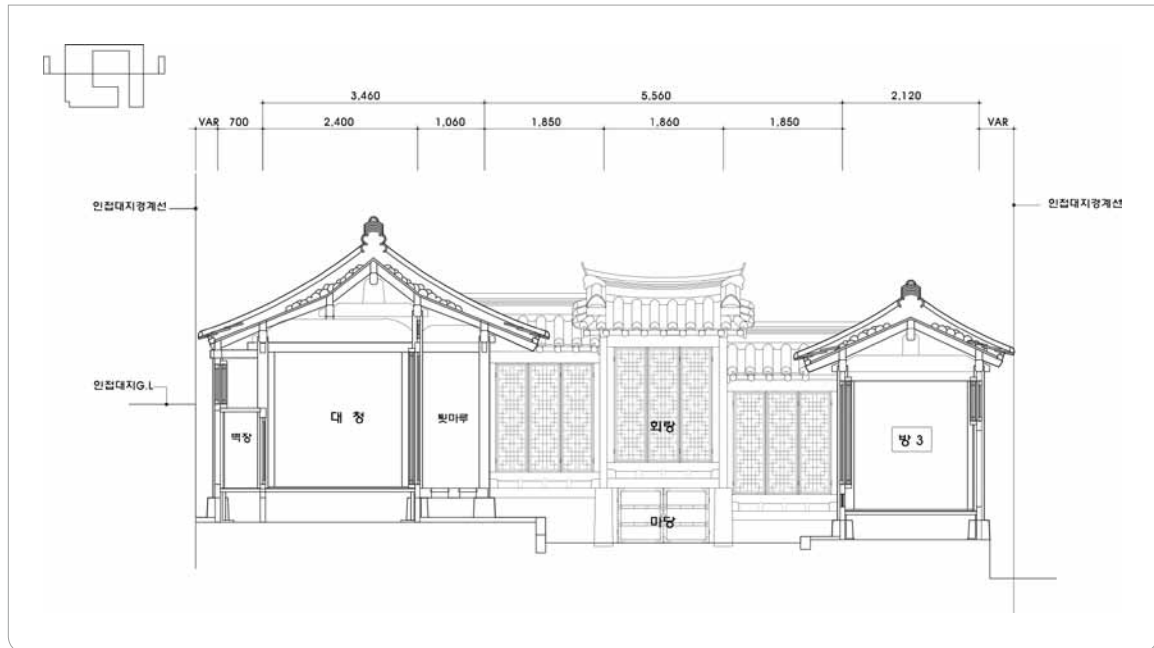 3,460 5,560 2,120
VAR 700 2,400 1,060 1,850 1,860 1,850 VAR
인접대지경계선
인접대지경계선
인접대지G.L
벽장
대 청
툇마루
회랑
마당
방 3